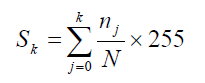 $S_k = \sum_{j=0}^{k} \frac{n_j}{N} \times 255$